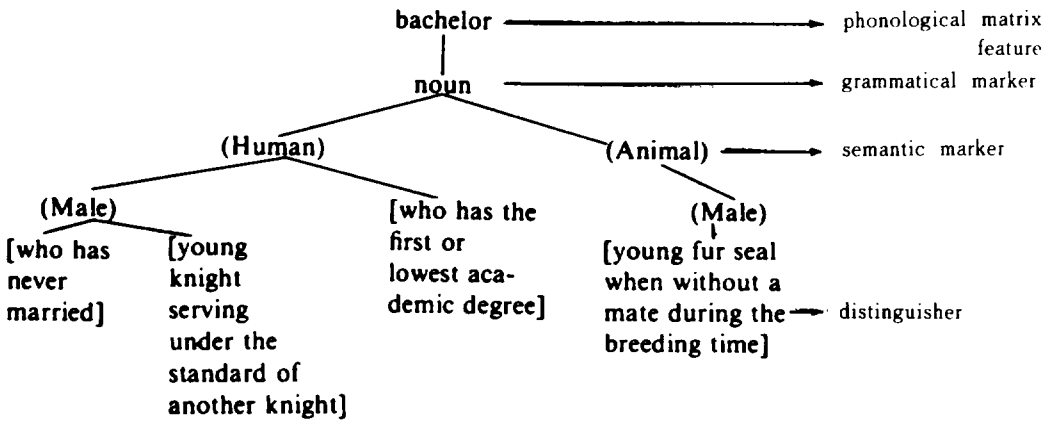 bachelor
phonological matrix
feature
noun
grammatical marker
(Human)
(Animal)
semantic marker
(Male)
[who has
never
married]
[young
knight
serving
under the
standard of
another knight]
[who has the
first or
lowest aca-
demic degree]
(Male)
[young fur seal
when without a
mate during the
breeding time]
distinguisher